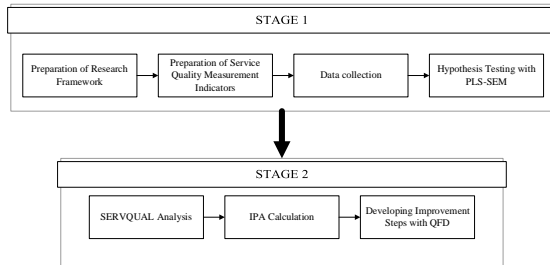 STAGE 1
Preparation of Research
Framework
Preparation of Service
Quality Measurement
Indicators
Data collection
Hypothesis Testing with
PLS-SEM
STAGE 2
SERVQUAL Analysis
IPA Calculation
Developing Improvement
Steps with QFD